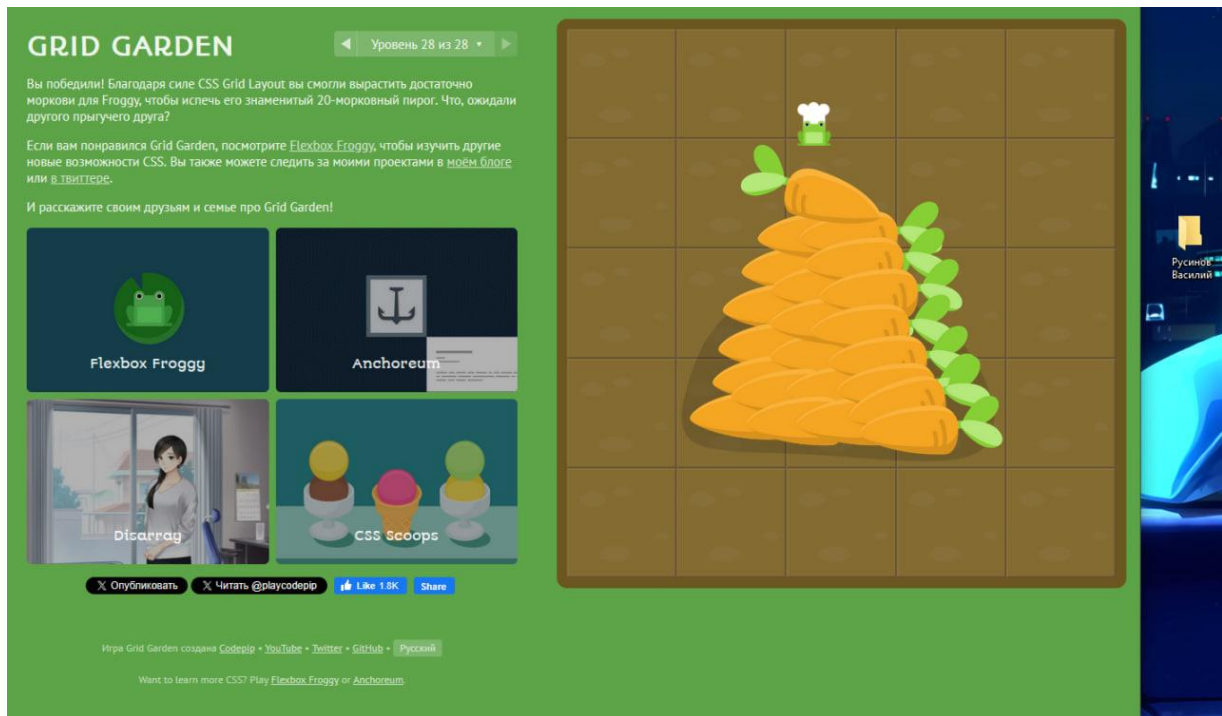 GRID GARDEN
Уровень 28 из 28
Вы победили! Благодаря силе CSS Grid Layout вы смогли вырастить достаточно
моркови для Froggy, чтобы испечь его знаменитый 20-морковный пирог. Что, ожидали
другого прыгучего друга?
Если вам понравился Grid Garden, посмотрите Flexbox Froggy, чтобы изучить другие
новые возможности CSS. Вы также можете следить за моими проектами в моём блоге
или в твиттере.
И расскажите своим друзьям и семье про Grid Garden!
Flexbox Froggy
Anchoreum
Disarray
CSS Scoops
Опубликовать
Читать @playcodepip
Like 1.8K
Share
Игра Grid Garden создана Codepip • YouTube • Twitter • GitHub • Русский
Want to learn more CSS? Play Flexbox Froggy or Anchoreum.
Русинов
Василий